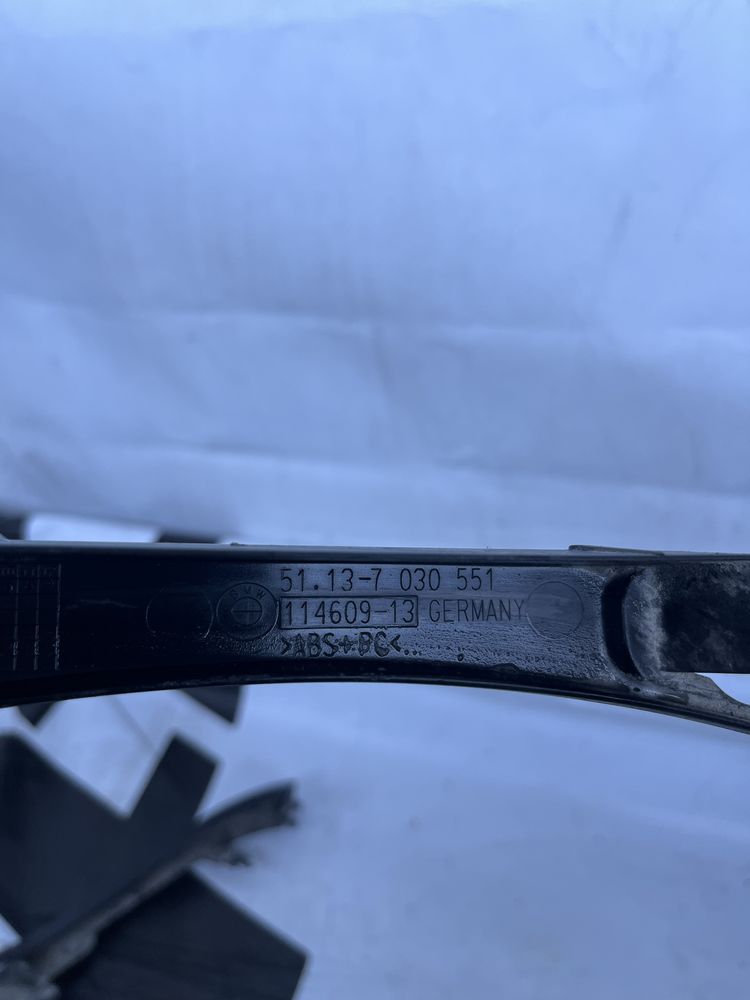 51.13-7 030 551
BMW
114609-13 GERMANY
>ABS+PC<